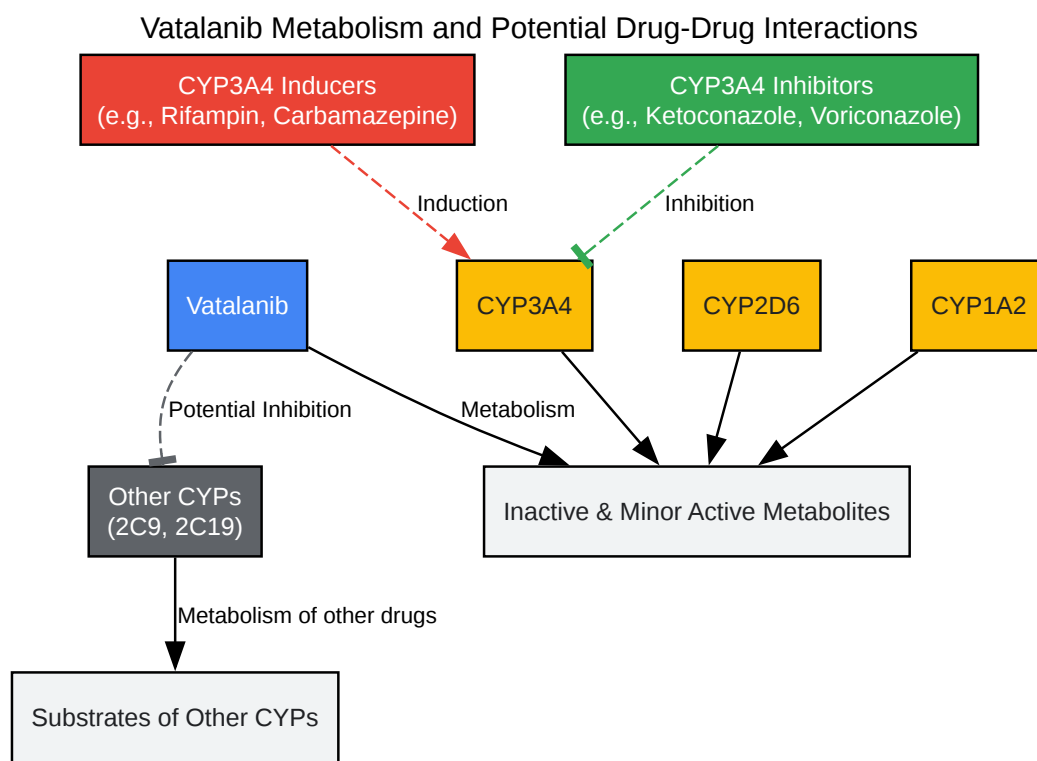 Vatalanib Metabolism and Potential Drug-Drug Interactions
CYP3A4 Inducers
(e.g., Rifampin, Carbamazepine)
CYP3A4 Inhibitors
(e.g., Ketoconazole, Voriconazole)
Induction
Inhibition
Vatalanib
CYP3A4
CYP2D6
CYP1A2
Potential Inhibition
Metabolism
Other CYPs
(2C9, 2C19)
Inactive & Minor Active Metabolites
Metabolism of other drugs
Substrates of Other CYPs